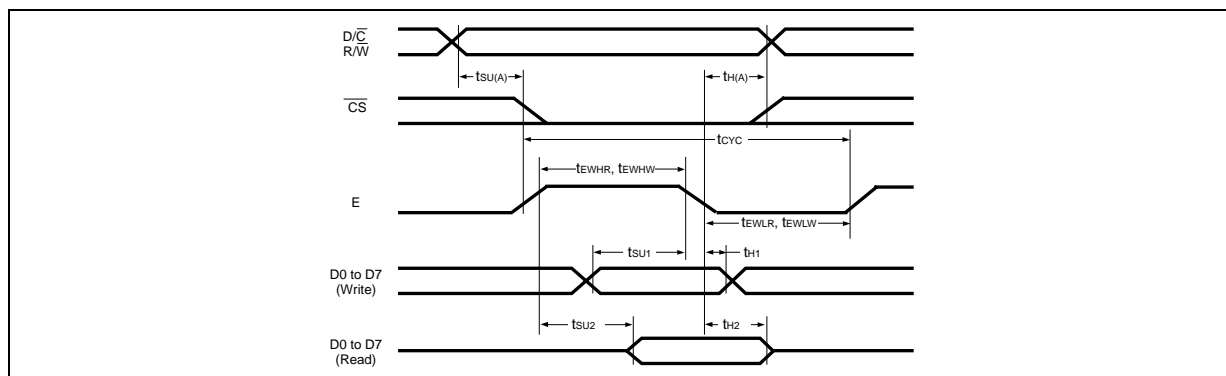 D/C̅
R/W̅
tSU(A)
tH(A)
C̅S̅
tCYC
tEWHR, tEWHW
E
tEWLR, tEWLW
tSU1
tH1
D0 to D7
(Write)
tSU2
tH2
D0 to D7
(Read)